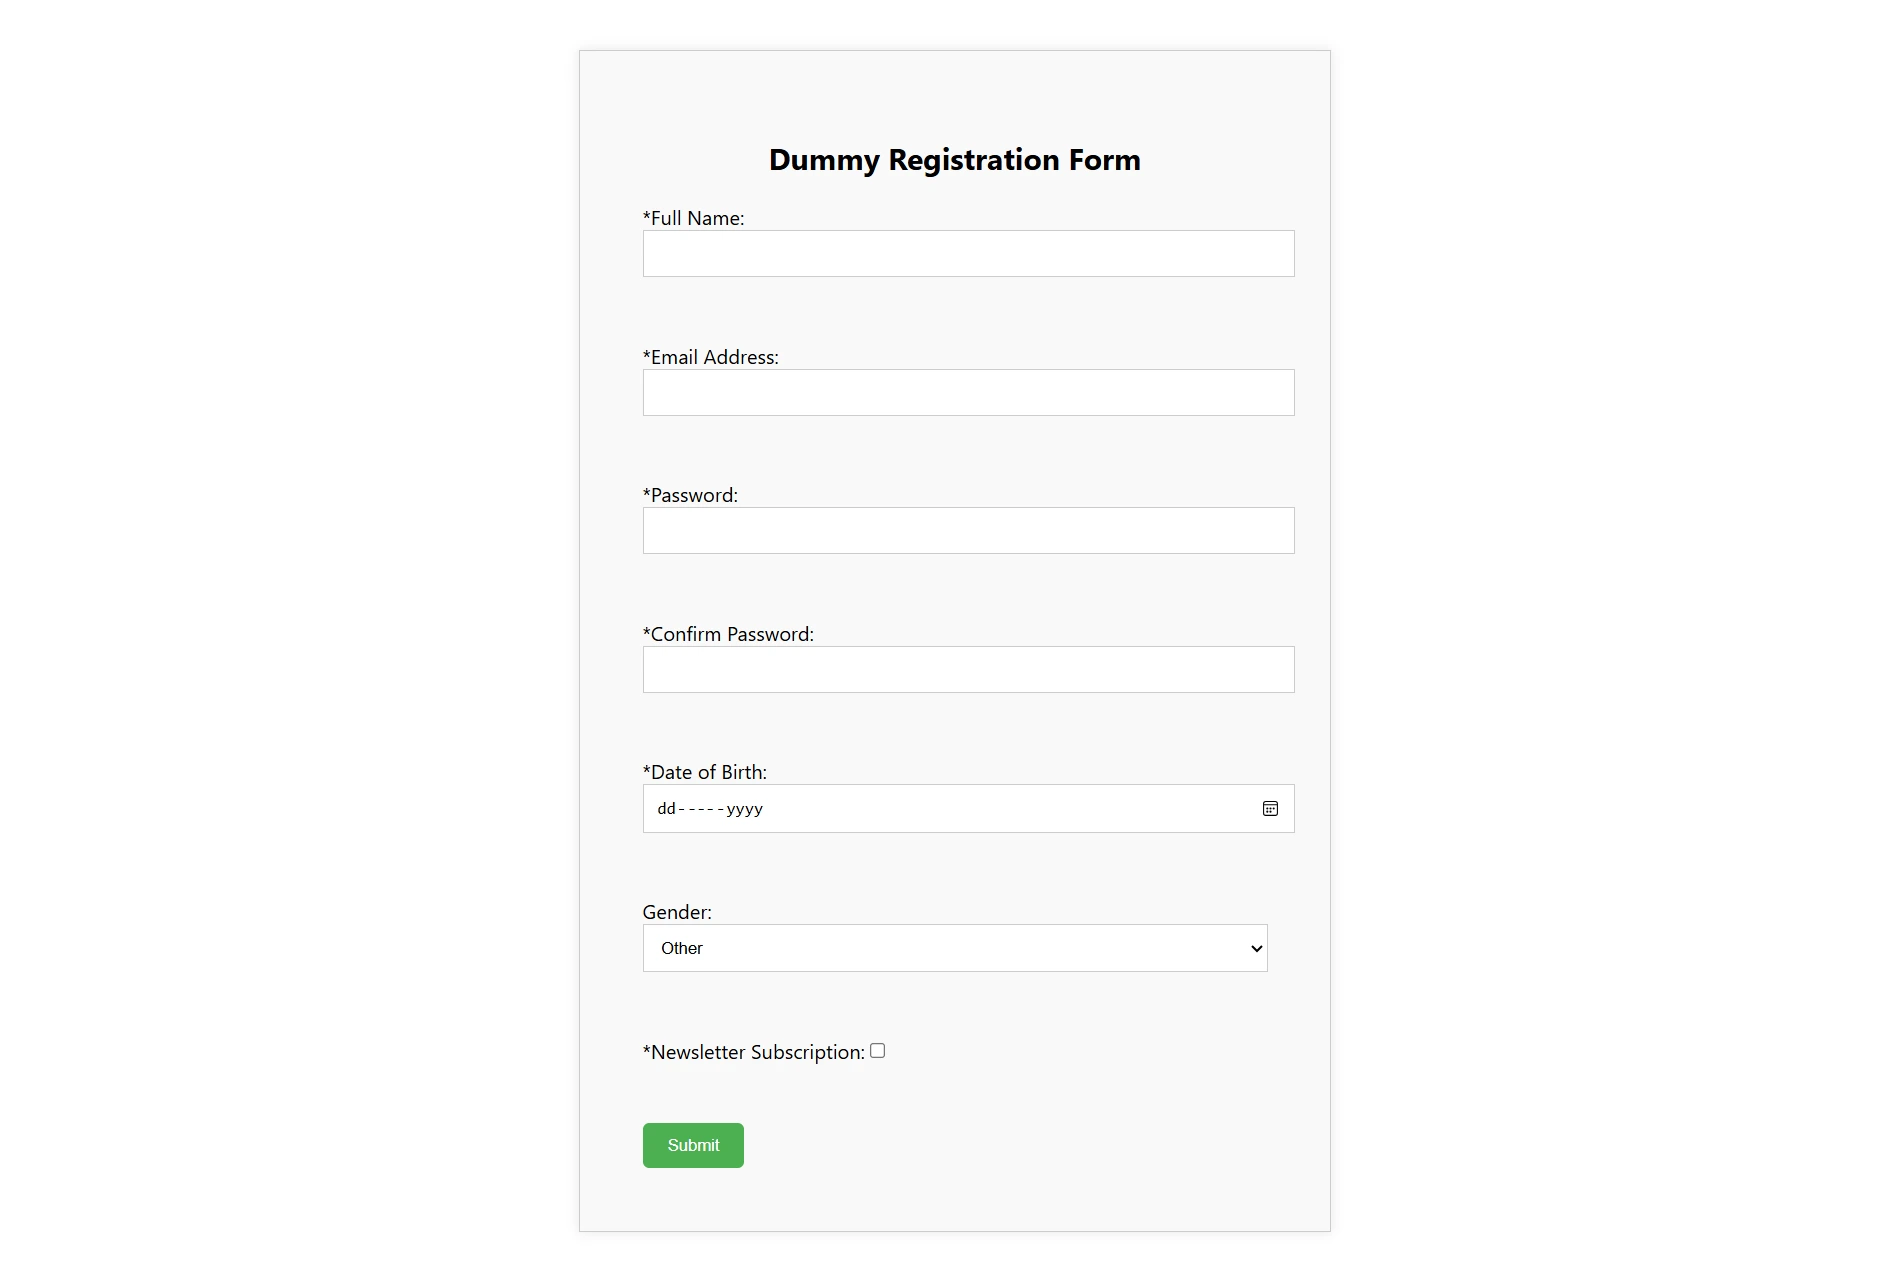 Dummy Registration Form
*Full Name:
*Email Address:
*Password:
*Confirm Password:
*Date of Birth:
dd-----yyyy
Gender:
Other
*Newsletter Subscription:
Submit